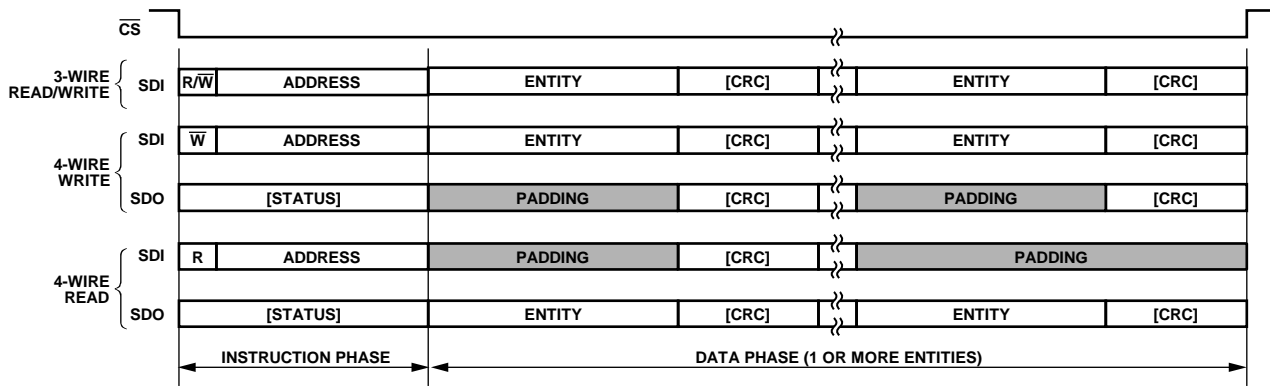 CS
3-WIRE
READ/WRITE
SDI R/W ADDRESS ENTITY [CRC] ENTITY [CRC]
4-WIRE
WRITE
SDI W ADDRESS ENTITY [CRC] ENTITY [CRC]
SDO [STATUS] PADDING [CRC] PADDING [CRC]
4-WIRE
READ
SDI R ADDRESS PADDING [CRC] PADDING
SDO [STATUS] ENTITY [CRC] ENTITY [CRC]
INSTRUCTION PHASE DATA PHASE (1 OR MORE ENTITIES)